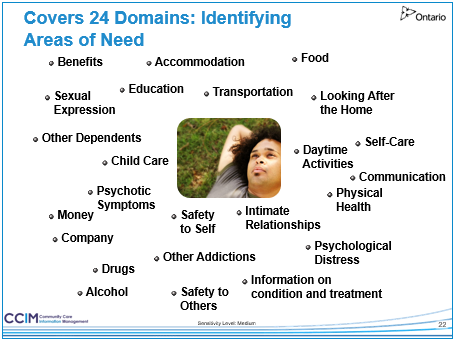 Covers 24 Domains: Identifying
Areas of Need
Ontario
Benefits
Accommodation
Food
Sexual
Expression
Education
Transportation
Looking After
the Home
Other Dependents
Child Care
Daytime
Activities
Self-Care
Communication
Psychotic
Symptoms
Physical
Health
Money
Safety
to Self
Intimate
Relationships
Company
Psychological
Distress
Other Addictions
Drugs
Information on
condition and treatment
Alcohol
Safety to
Others
CCIM Community Care
Information Management
Sensitivity Level: Medium
22